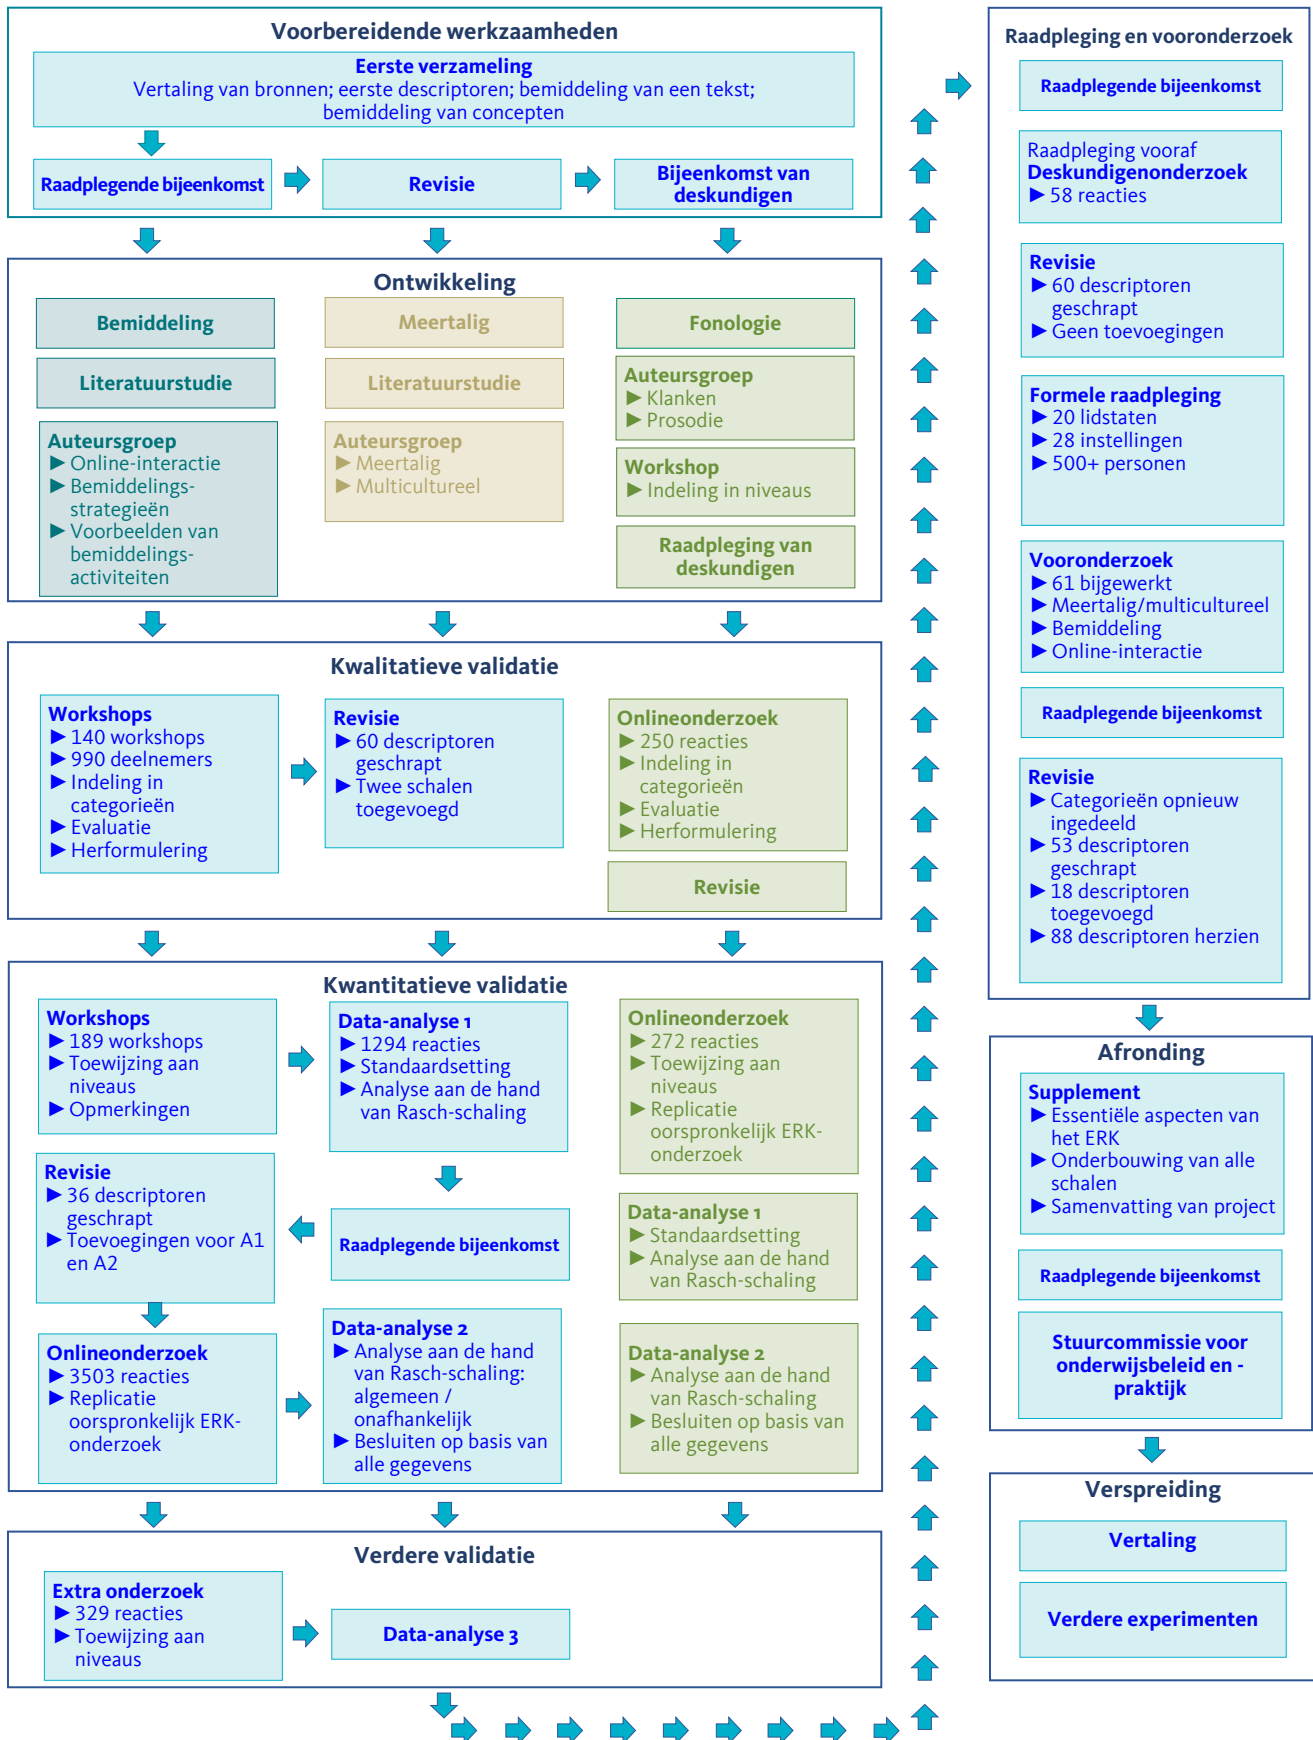 Voorbereidende werkzaamheden
Eerste verzameling
Vertaling van bronnen; eerste descriptoren; bemiddeling van een tekst;
bemiddeling van concepten
Raadplegende bijeenkomst
Revisie
Bijeenkomst van
deskundigen
Ontwikkeling
Bemiddeling
Literatuurstudie
Auteursgroep
► Online-interactie
► Bemiddelings-
strategieën
► Voorbeelden van
bemiddelings-
activiteiten
Meertalig
Literatuurstudie
Auteursgroep
► Meertalig
► Multicultureel
Fonologie
Auteursgroep
► Klanken
► Prosodie
Workshop
► Indeling in niveaus
Raadpleging van
deskundigen
Kwalitatieve validatie
Workshops
► 140 workshops
► 990 deelnemers
► Indeling in
categorieën
► Evaluatie
► Herformulering
Revisie
► 60 descriptoren
geschrapt
► Twee schalen
toegevoegd
Onlineonderzoek
► 250 reacties
► Indeling in
categorieën
► Evaluatie
► Herformulering
Revisie
Kwantitatieve validatie
Workshops
► 189 workshops
► Toewijzing aan
niveaus
► Opmerkingen
Data-analyse 1
► 1294 reacties
► Standaardsetting
► Analyse aan de hand
van Rasch-schaling
Raadplegende bijeenkomst
Revisie
► 36 descriptoren
geschrapt
► Toevoegingen voor A1
en A2
Onlineonderzoek
► 3503 reacties
► Replicatie
oorspronkelijk ERK-
onderzoek
Data-analyse 2
► Analyse aan de hand
van Rasch-schaling:
algemeen /
onafhankelijk
► Besluiten op basis van
alle gegevens
Onlineonderzoek
► 272 reacties
► Toewijzing aan
niveaus
► Replicatie
oorspronkelijk ERK-
onderzoek
Data-analyse 1
► Standaardsetting
► Analyse aan de hand
van Rasch-schaling
Data-analyse 2
► Analyse aan de hand
van Rasch-schaling
► Besluiten op basis van
alle gegevens
Verdere validatie
Extra onderzoek
► 329 reacties
► Toewijzing aan
niveaus
Data-analyse 3
Raadpleging en vooronderzoek
Raadplegende bijeenkomst
Raadpleging vooraf
Deskundigenonderzoek
► 58 reacties
Revisie
► 60 descriptoren
geschrapt
► Geen toevoegingen
Formele raadpleging
► 20 lidstaten
► 28 instellingen
► 500+ personen
Vooronderzoek
► 61 bijgewerkt
► Meertalig/multicultureel
► Bemiddeling
► Online-interactie
Raadplegende bijeenkomst
Revisie
► Categorieën opnieuw
ingedeeld
► 53 descriptoren
geschrapt
► 18 descriptoren
toegevoegd
► 88 descriptoren herzien
Afronding
Supplement
► Essentiële aspecten van
het ERK
► Onderbouwing van alle
schalen
► Samenvatting van project
Raadplegende bijeenkomst
Stuurcommissie voor
onderwijsbeleid en -
praktijk
Verspreiding
Vertaling
Verdere experimenten